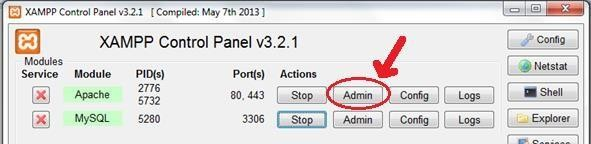 XAMPP Control Panel v3.2.1 [ Compiled: May 7th 2013 ]
XAMPP Control Panel v3.2.1
Config
Modules
Service Module PID(s) Port(s) Actions
Netstat
Apache 2776 5732 80, 443 Stop Admin Config Logs
Shell
MySQL 5280 3306 Stop Admin Config Logs
Explorer
Services